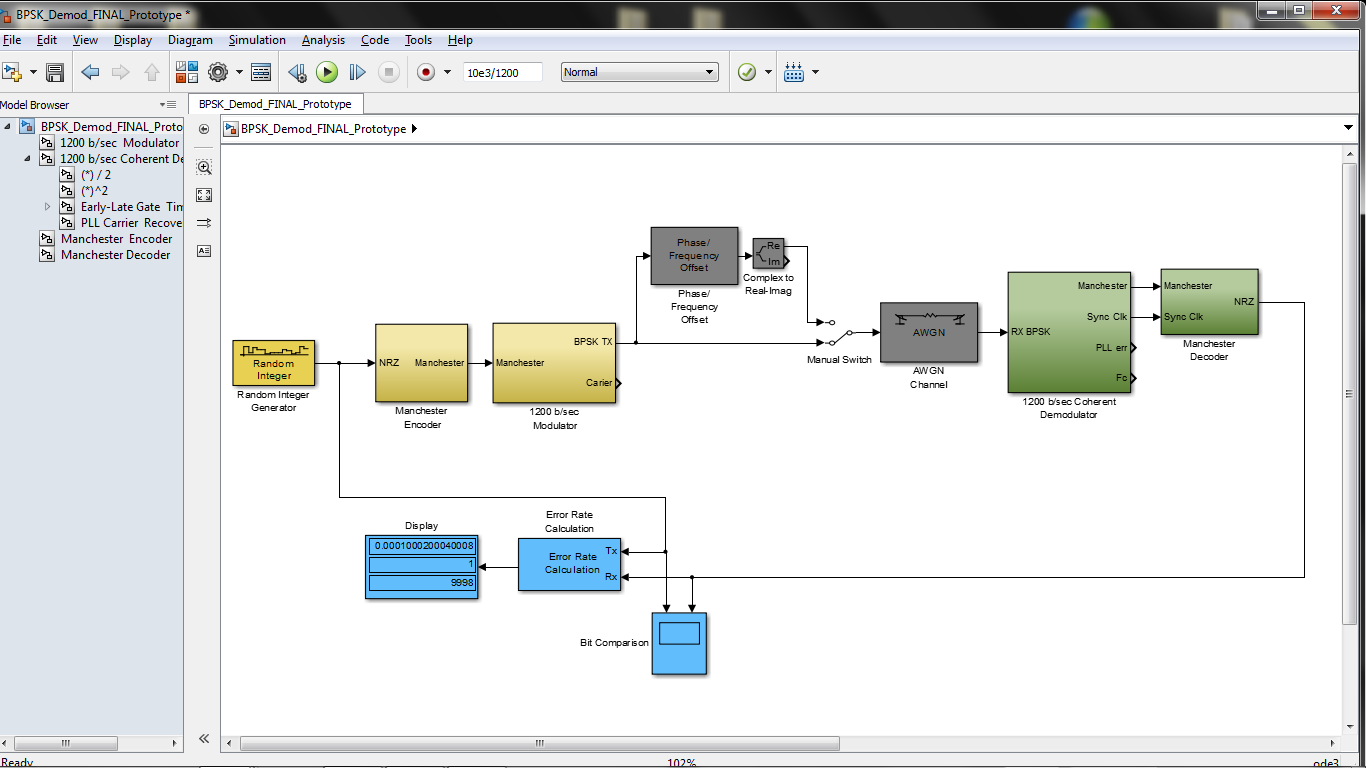 BPSK_Demod_FINAL_Prototype *
File Edit View Display Diagram Simulation Analysis Code Tools Help
10e3/1200
Normal
Model Browser
BPSK_Demod_FINAL_Prototype
BPSK_Demod_FINAL_Proto
1200 b/sec Modulator
1200 b/sec Coherent De
(*) / 2
(*)^2
Early-Late Gate Tin
PLL Carrier Recove
Manchester Encoder
Manchester Decoder
BPSK_Demod_FINAL_Prototype
Phase/
Frequency
Offset
Phase/
Frequency
Offset
Re
Im
Complex to
Real-Imag
Manual Switch
AWGN
AWGN
Channel
RX BPSK
Manchester
Sync Clk
PLL err
Fc
1200 b/sec Coherent
Demodulator
Manchester
Sync Clk
NRZ
Manchester
Decoder
Random
Integer
Random Integer
Generator
NRZ
Manchester
Manchester
Encoder
Manchester
BPSK TX
Carier
1200 b/sec
Modulator
Display
0.0001000200040008
1
9998
Error Rate
Calculation
Error Rate
Calculation
Tx
Rx
Bit Comparison
Ready
102%
ode3